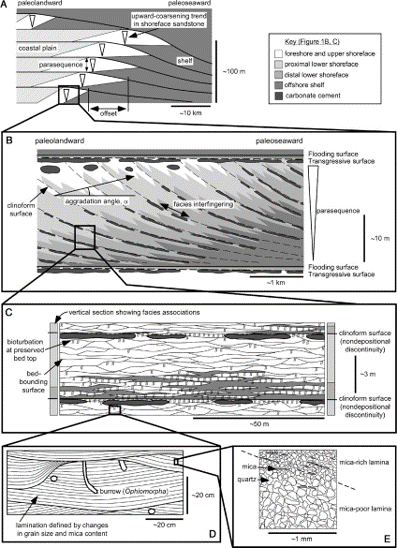 A
paleolandward
paleoseaward
upward-coarsening trend
in shoreface sandstone
coastal plain
parasequence
shelf
offset
~100 m
~10 km
Key (Figure 1B, C)
foreshore and upper shoreface
proximal lower shoreface
distal lower shoreface
offshore shelf
carbonate cement
B
paleolandward
paleoseaward
Flooding surface
Transgressive surface
clinoform
surface
aggradation angle, α
facies interfingering
parasequence
~10 m
Flooding surface
Transgressive surface
~1 km
C
vertical section showing facies associations
bioturbation
at preserved
bed top
bed-
bounding
surface
clinoform surface
(nondepositional
discontinuity)
~3 m
clinoform surface
(nondepositional
discontinuity)
~50 m
burrow (Ophiomorpha)
lamination defined by changes
in grain size and mica content
~20 cm
~20 cm
D
mica
quartz
mica-rich lamina
mica-poor lamina
~1 mm
E